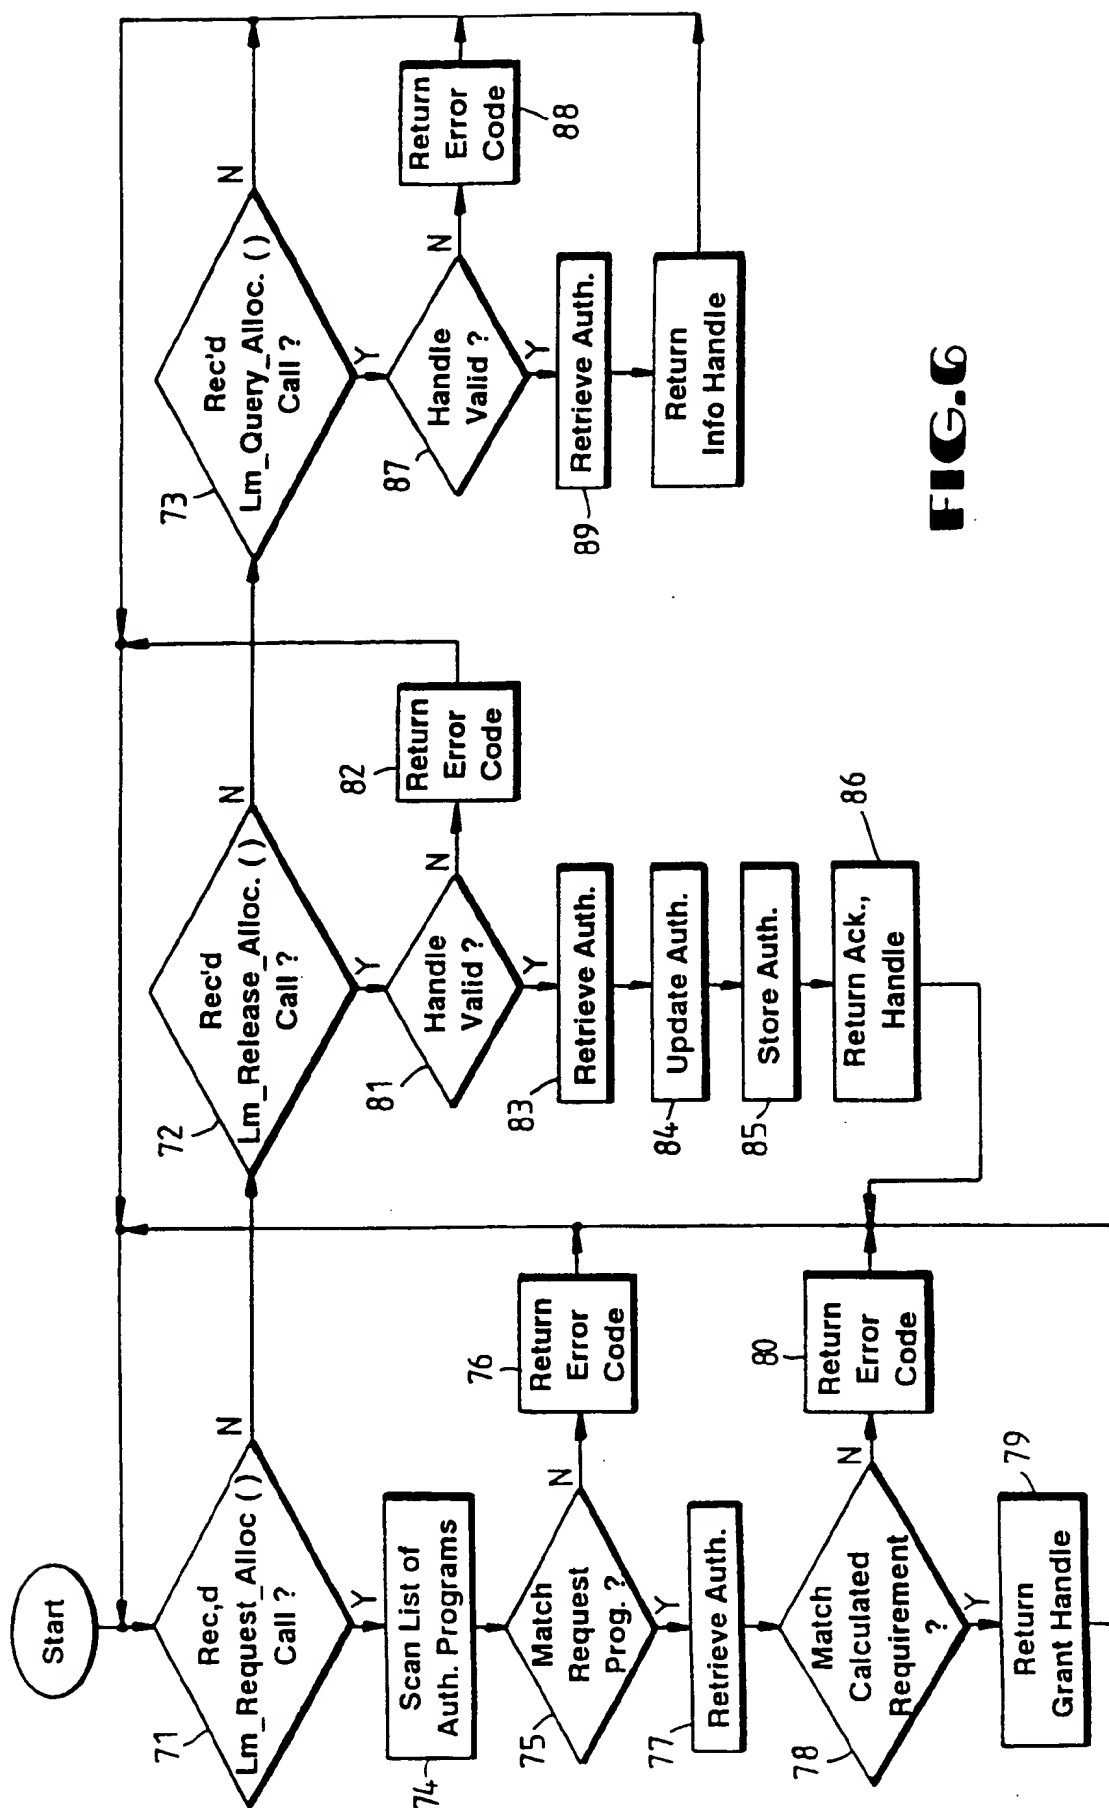 Start
71
Rec,d
Lm_Request_Alloc ( )
Call ?
N
Y
74
Scan List of
Auth. Programs
75
Match
Request
Prog. ?
N
Y
76
Return
Error
Code
77
Retrieve Auth.
78
Match
Calculated
Requirement
?
N
Y
80
Return
Error
Code
79
Return
Grant Handle
72
Rec'd
Lm_Release_Alloc. ( )
Call ?
N
Y
81
Handle
Valid ?
N
Y
82
Return
Error
Code
83
Retrieve Auth.
84
Update Auth.
85
Store Auth.
86
Return Ack.,
Handle
73
Rec'd
Lm_Query_Alloc. ( )
Call ?
N
Y
87
Handle
Valid ?
N
Y
88
Return
Error
Code
89
Retrieve Auth.
Return
Info Handle
FIG.6